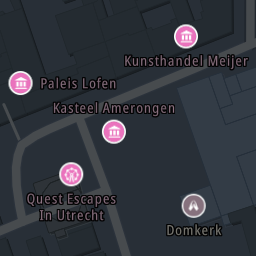 Kunsthandel Meijer
Paleis Lofen
Kasteel Amerongen
Quest Escapes
In Utrecht
Domkerk